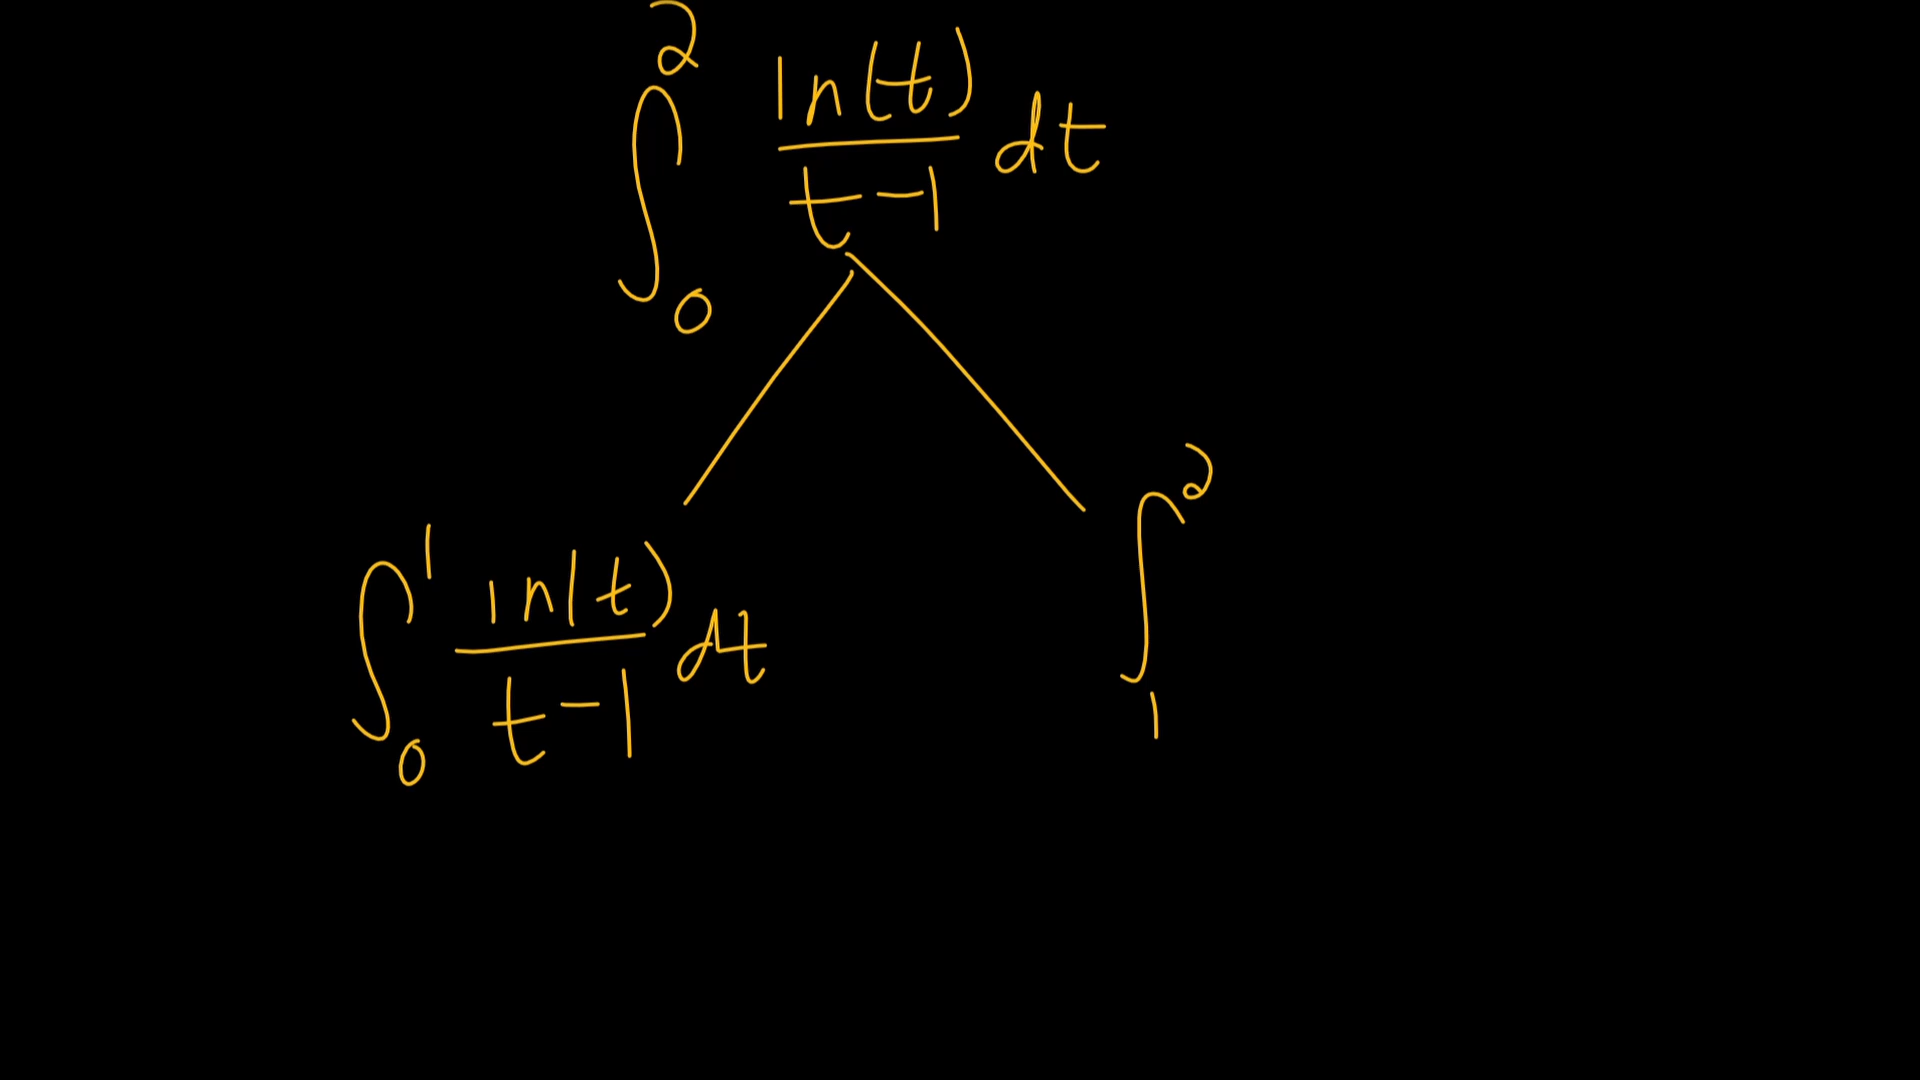 ∫₀² ln(t)/(t-1) dt
∫₀¹ ln(t)/(t-1) dt
∫₁²